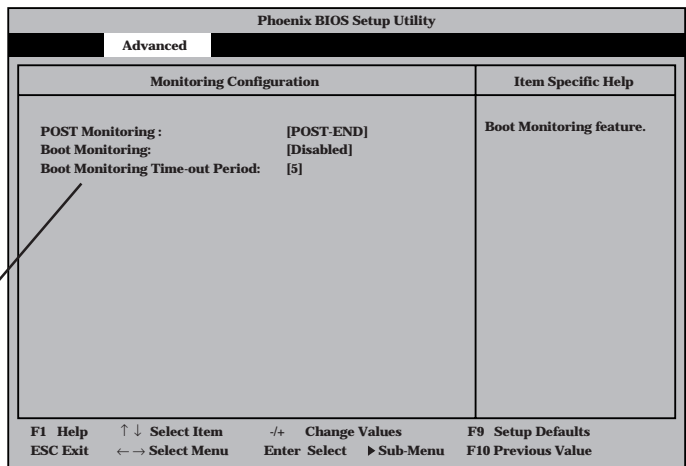 Phoenix BIOS Setup Utility
Advanced
Monitoring Configuration
Item Specific Help
POST Monitoring : [POST-END]
Boot Monitoring: [Disabled]
Boot Monitoring Time-out Period: [5]
Boot Monitoring feature.
F1 Help ↑↓ Select Item -/+ Change Values F9 Setup Defaults
ESC Exit ←→ Select Menu Enter Select ▶Sub-Menu F10 Previous Value